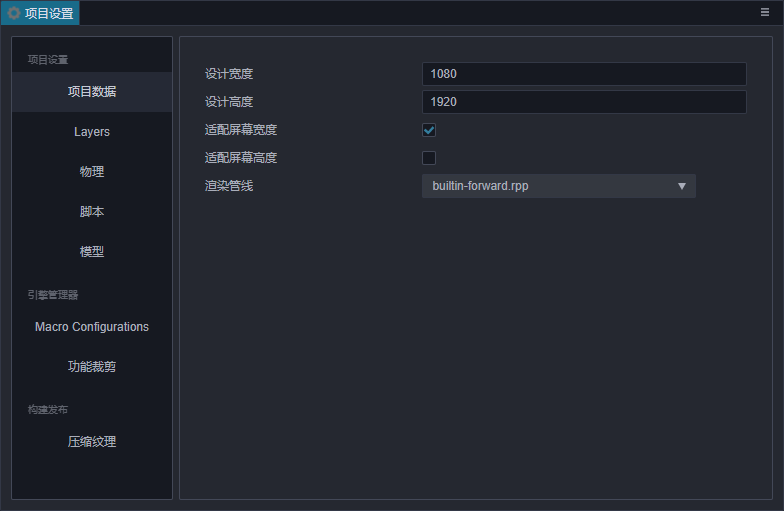 项目设置
项目设置
项目数据
Layers
物理
脚本
模型
引擎管理器
Macro Configurations
功能裁剪
构建发布
压缩纹理
设计宽度 1080
设计高度 1920
适配屏幕宽度
适配屏幕高度
渲染管线 builtin-forward.rpp